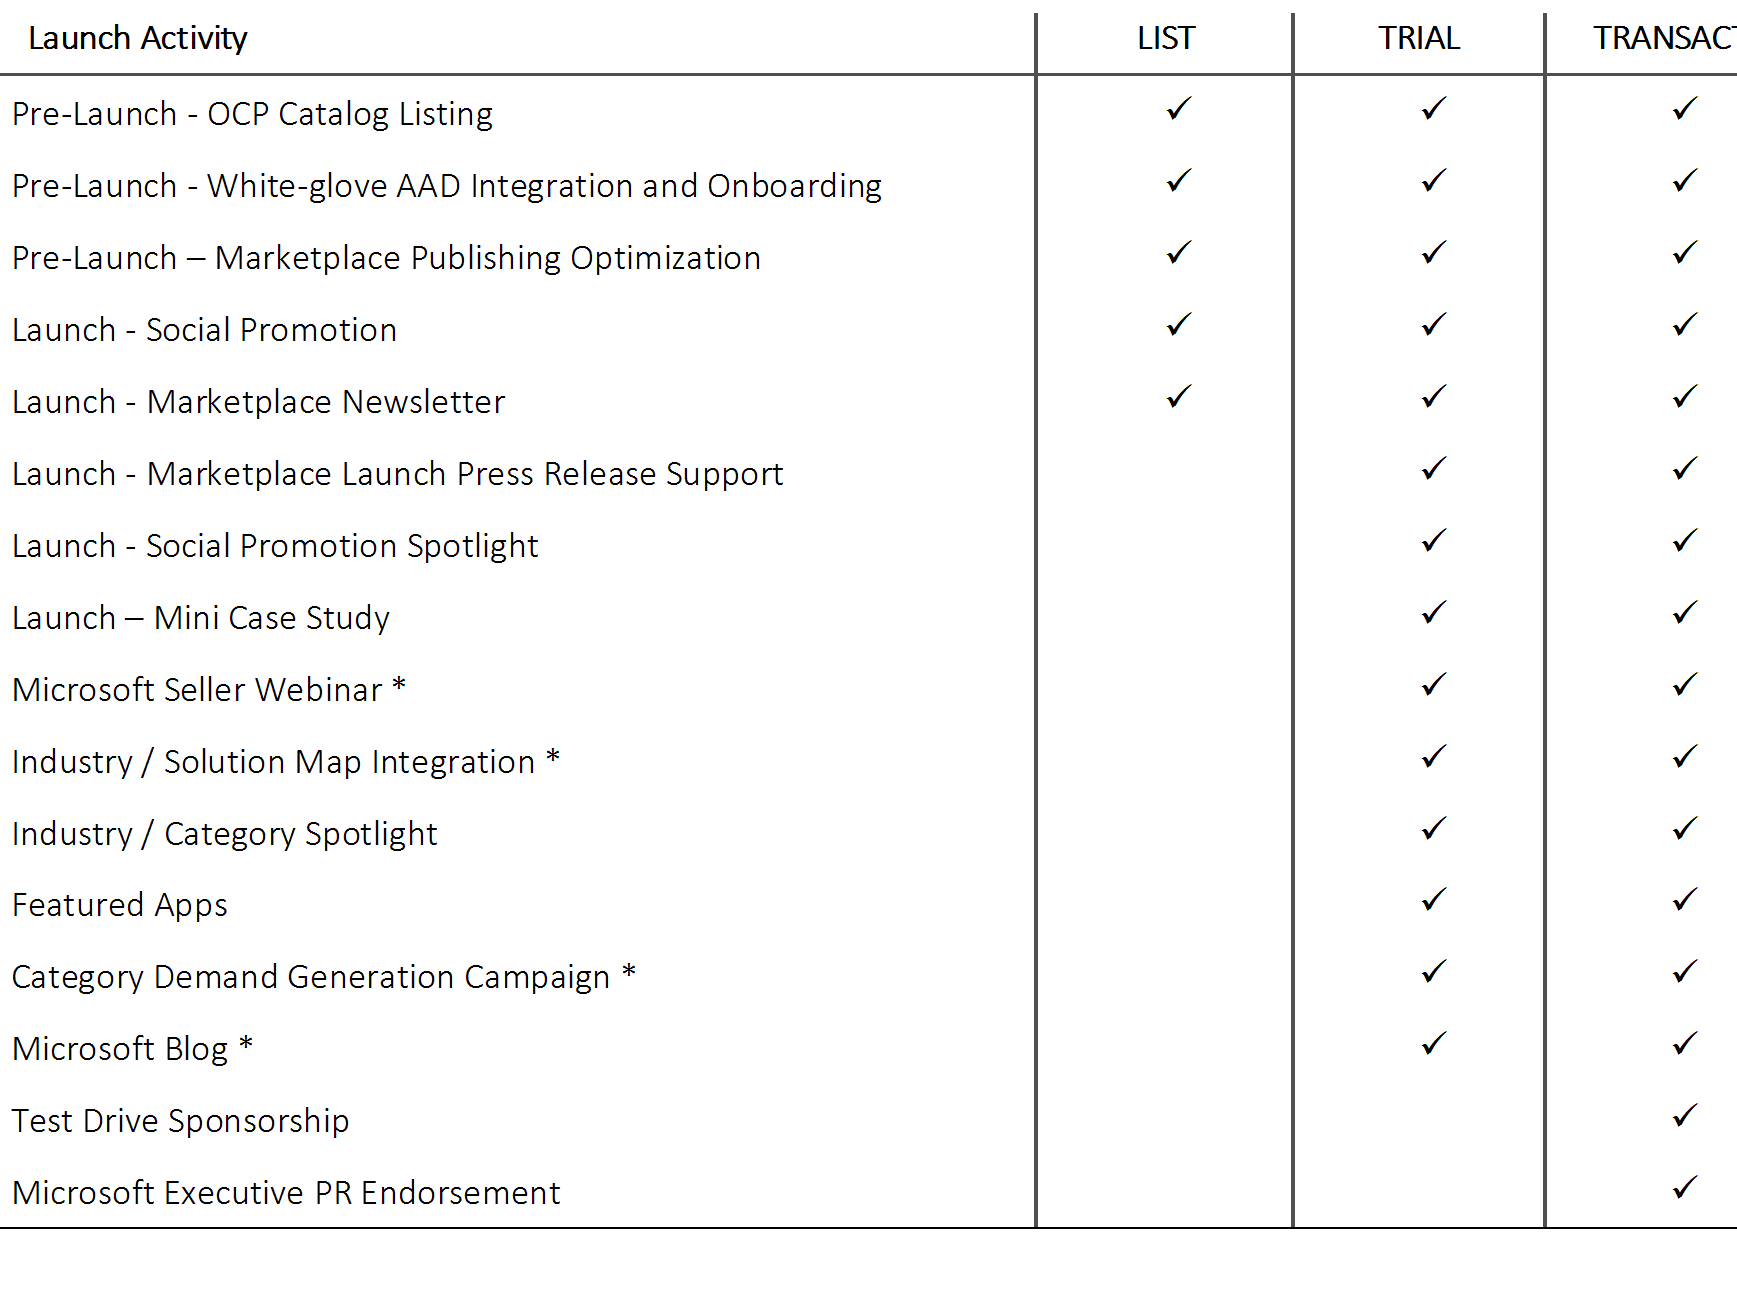 Launch Activity LIST TRIAL TRANSACT
Pre-Launch - OCP Catalog Listing ✓ ✓ ✓
Pre-Launch - White-glove AAD Integration and Onboarding ✓ ✓ ✓
Pre-Launch – Marketplace Publishing Optimization ✓ ✓ ✓
Launch - Social Promotion ✓ ✓ ✓
Launch - Marketplace Newsletter ✓ ✓ ✓
Launch - Marketplace Launch Press Release Support ✓ ✓
Launch - Social Promotion Spotlight ✓ ✓
Launch – Mini Case Study ✓ ✓
Microsoft Seller Webinar * ✓ ✓
Industry / Solution Map Integration * ✓ ✓
Industry / Category Spotlight ✓ ✓
Featured Apps ✓ ✓
Category Demand Generation Campaign * ✓ ✓
Microsoft Blog * ✓ ✓
Test Drive Sponsorship ✓
Microsoft Executive PR Endorsement ✓